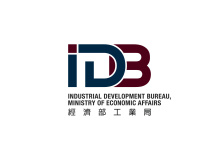 IDB
INDUSTRIAL DEVELOPMENT BUREAU,
MINISTRY OF ECONOMIC AFFAIRS
經濟部工業局